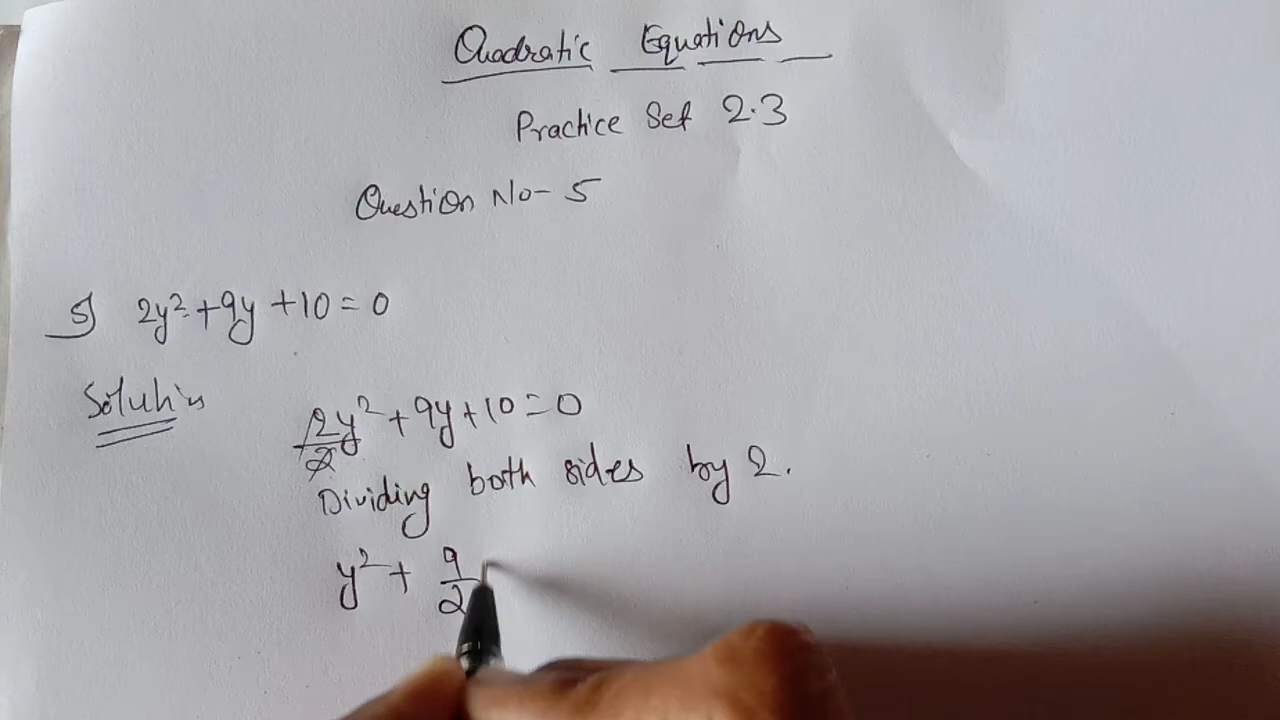 Quadratic Equations
Practice Set 2.3
Question No- 5
5) 2y²+9y+10=0
Solution
2/2y²+9y+10=0
Dividing both sides by 2.
y²+ 9/2